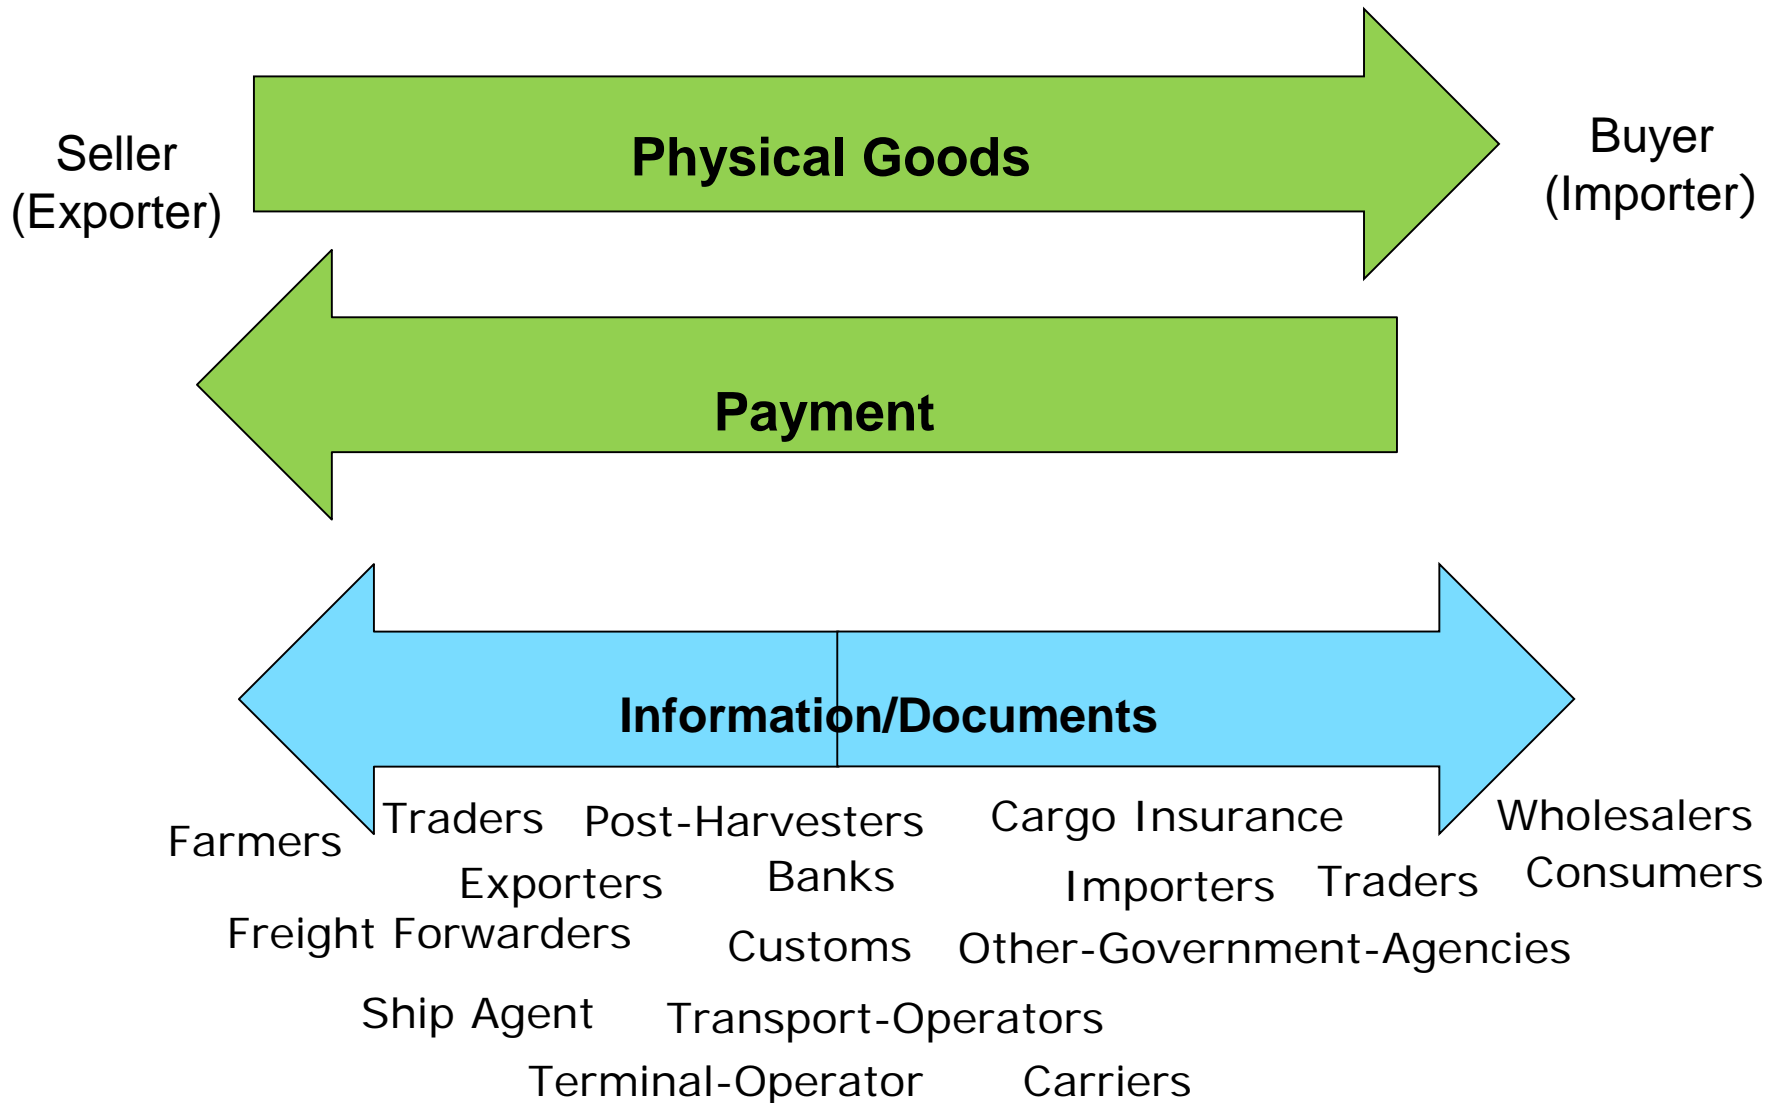 Physical Goods
Seller
(Exporter)
Buyer
(Importer)
Payment
Information/Documents
Farmers
Traders
Post-Harvesters
Cargo Insurance
Wholesalers
Exporters
Banks
Importers
Traders
Consumers
Freight Forwarders
Customs
Other-Government-Agencies
Ship Agent
Transport-Operators
Terminal-Operator
Carriers